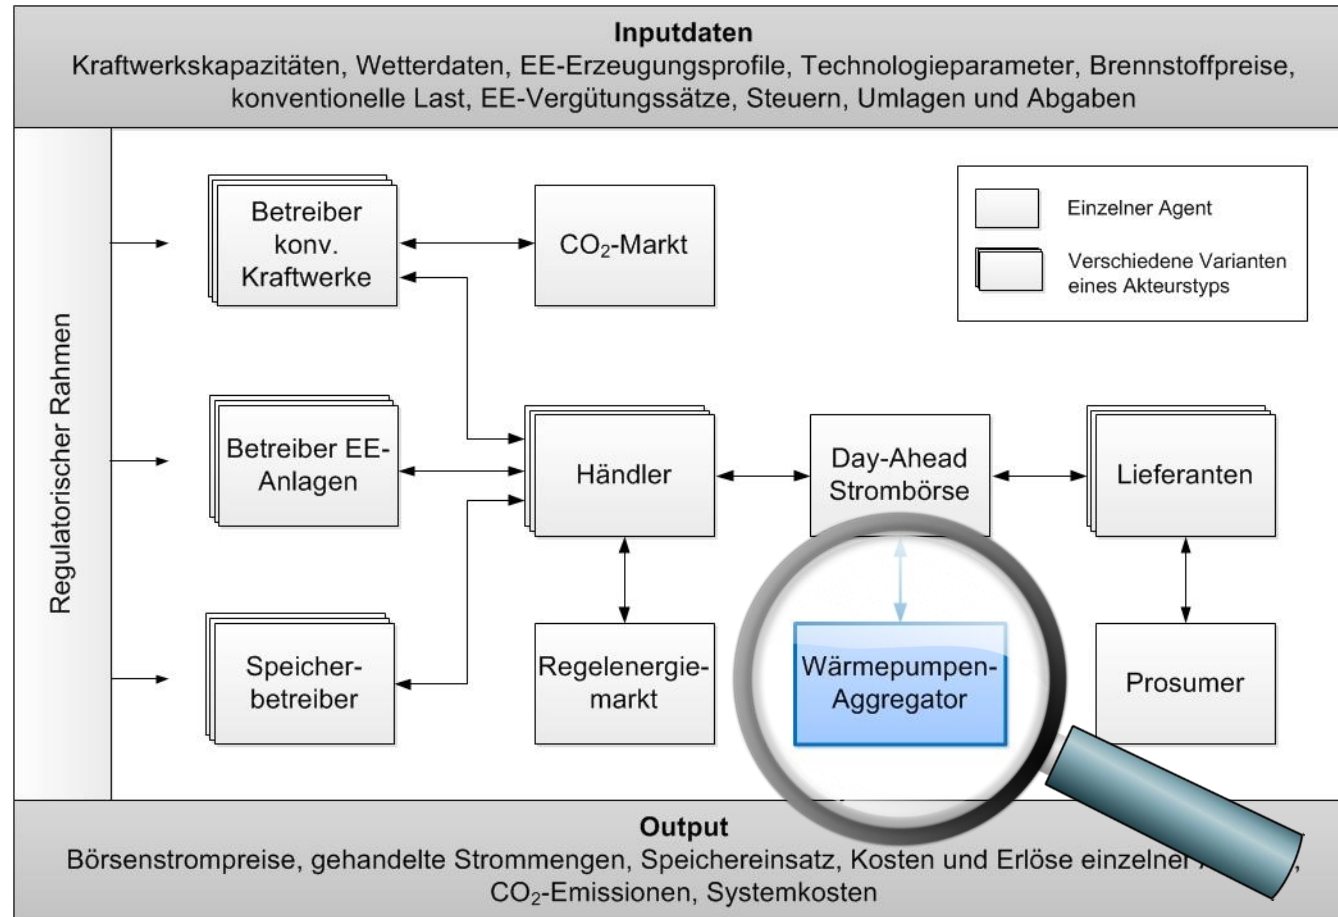 Inputdaten
Kraftwerkskapazitäten, Wetterdaten, EE-Erzeugungsprofile, Technologieparameter, Brennstoffpreise,
konventionelle Last, EE-Vergütungssätze, Steuern, Umlagen und Abgaben
Regulatorischer Rahmen
Betreiber
konv.
Kraftwerke
CO₂-Markt
Einzelner Agent
Verschiedene Varianten
eines Akteurstyps
Betreiber EE-
Anlagen
Händler
Day-Ahead
Strombörse
Lieferanten
Speicher-
betreiber
Regelenergie-
markt
Wärmepumpen-
Aggregator
Prosumer
Output
Börsenstrompreise, gehandelte Strommengen, Speichereinsatz, Kosten und Erlöse einzelner
CO₂-Emissionen, Systemkosten